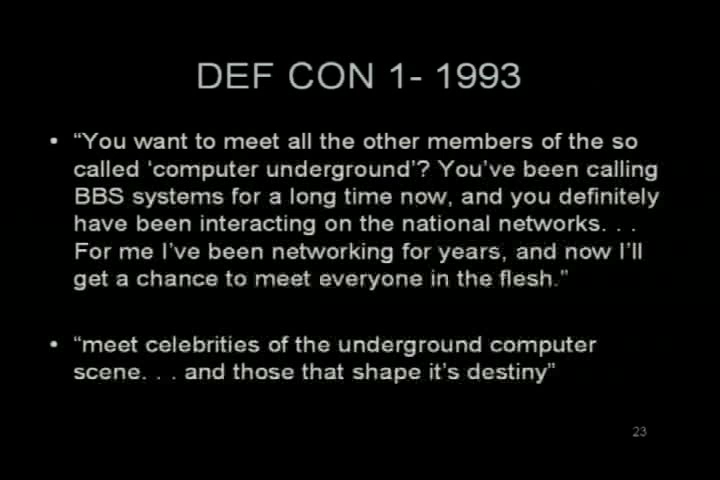 DEF CON 1- 1993
• “You want to meet all the other members of the so
called ‘computer underground’? You’ve been calling
BBS systems for a long time now, and you definitely
have been interacting on the national networks. . .
For me I’ve been networking for years, and now I’ll
get a chance to meet everyone in the flesh.”
• “meet celebrities of the underground computer
scene. . . and those that shape it’s destiny”
23